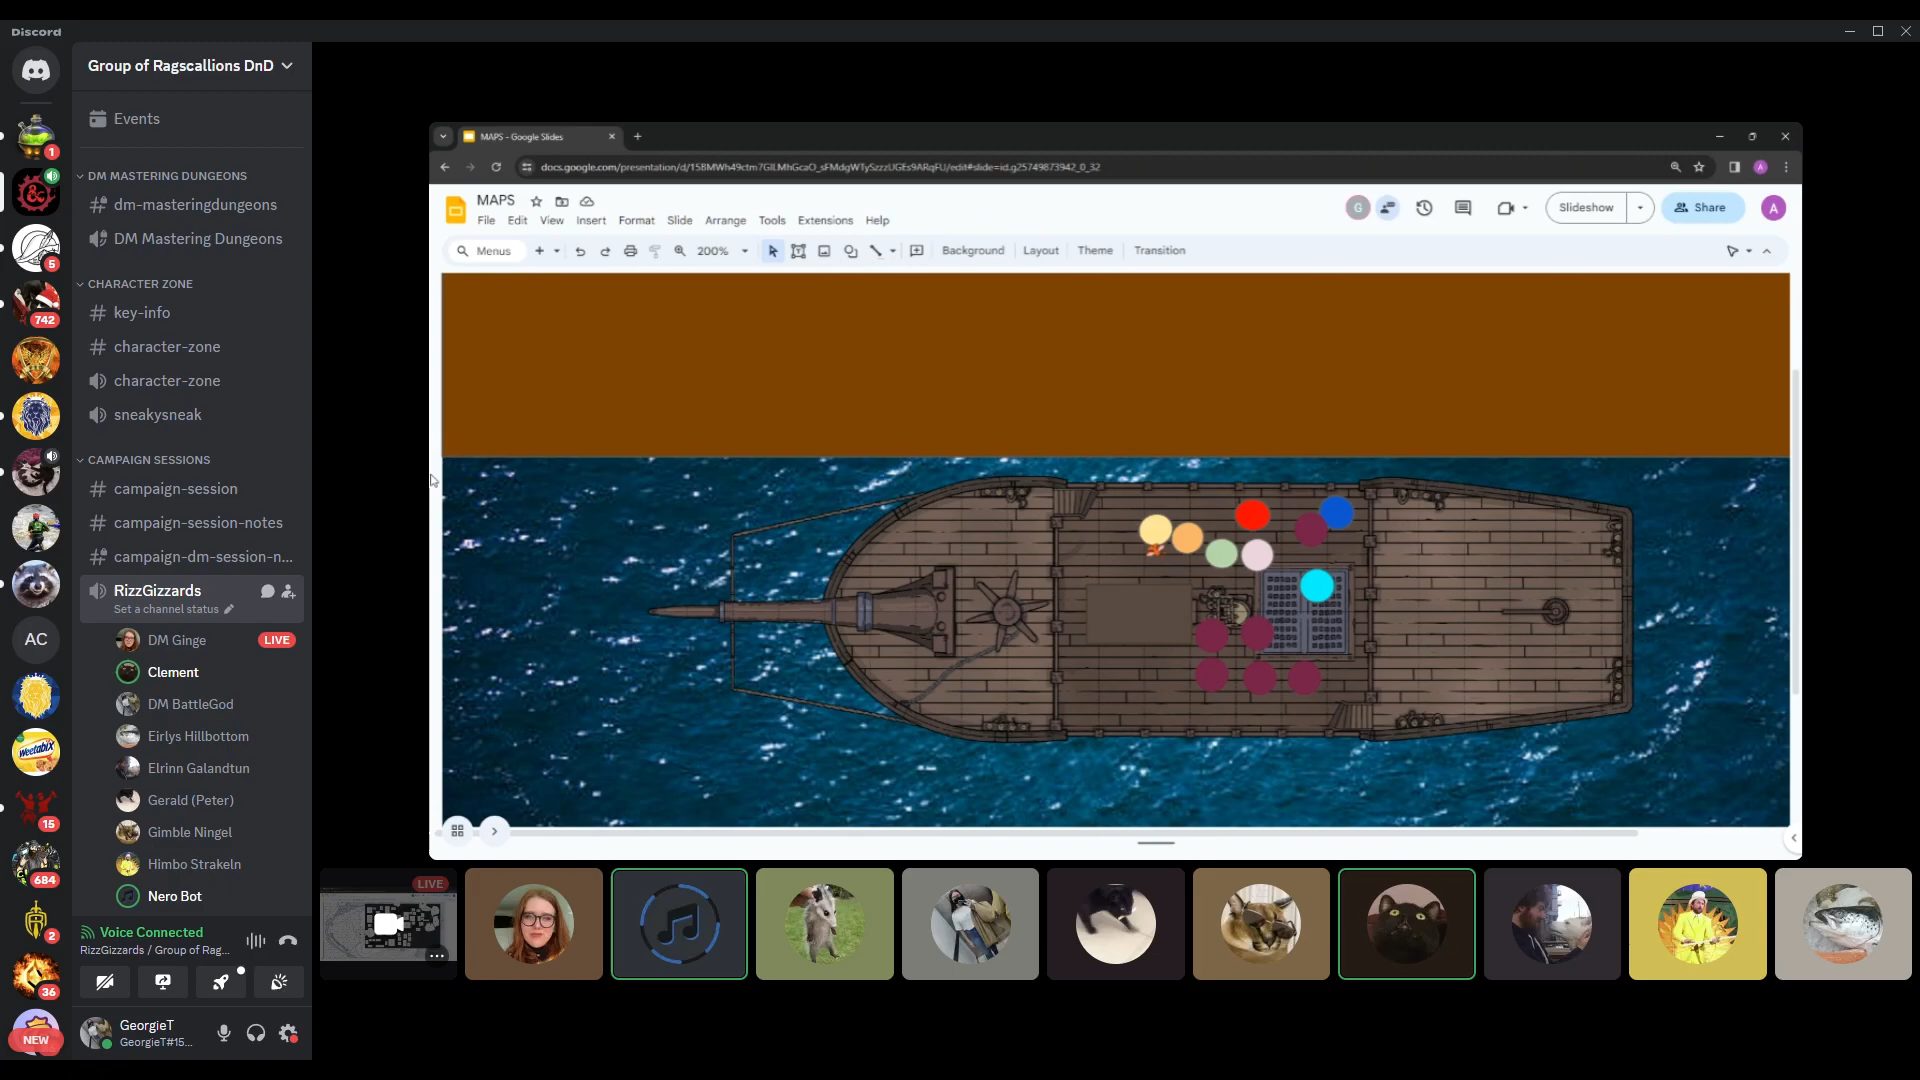 Discord
Group of Ragscallions DnD
Events
DM MASTERING DUNGEONS
dm-masteringdungeons
DM Mastering Dungeons
CHARACTER ZONE
key-info
character-zone
character-zone
sneakysneak
CAMPAIGN SESSIONS
campaign-session
campaign-session-notes
campaign-dm-session-n...
RizzGizzards
Set a channel status
DM Ginge
LIVE
Clement
DM BattleGod
Eirlys Hillbottom
Elrinn Galandtun
Gerald (Peter)
Gimble Ningel
Himbo Strakeln
Nero Bot
Voice Connected
RizzGizzards / Group of Rag...
GeorgieT
GeorgieT#15...
1
5
742
AC
weetabix
15
684
2
36
NEW
MAPS - Google Slides
MAPS
File Edit View Insert Format Slide Arrange Tools Extensions Help
G
Slideshow
Share
A
Menus
200%
Background
Layout
Theme
Transition
LIVE